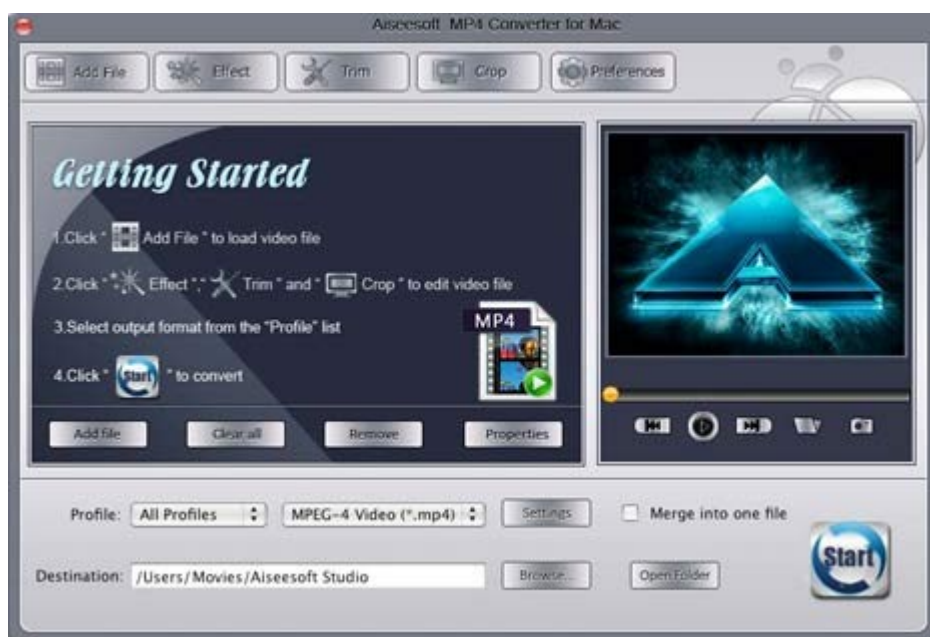 Aiseesoft MP4 Converter for Mac
Add File
Effect
Trim
Crop
Preferences
Getting Started
1.Click " Add File " to load video file
2.Click " Effect "," Trim " and " Crop " to edit video file
3.Select output format from the "Profile" list
MP4
4.Click " Start " to convert
Add file
Clear all
Remove
Properties
Profile: All Profiles MPEG-4 Video (*.mp4) Settings Merge into one file
Start
Destination: /Users/Movies/Aiseesoft Studio Browse... Open Folder